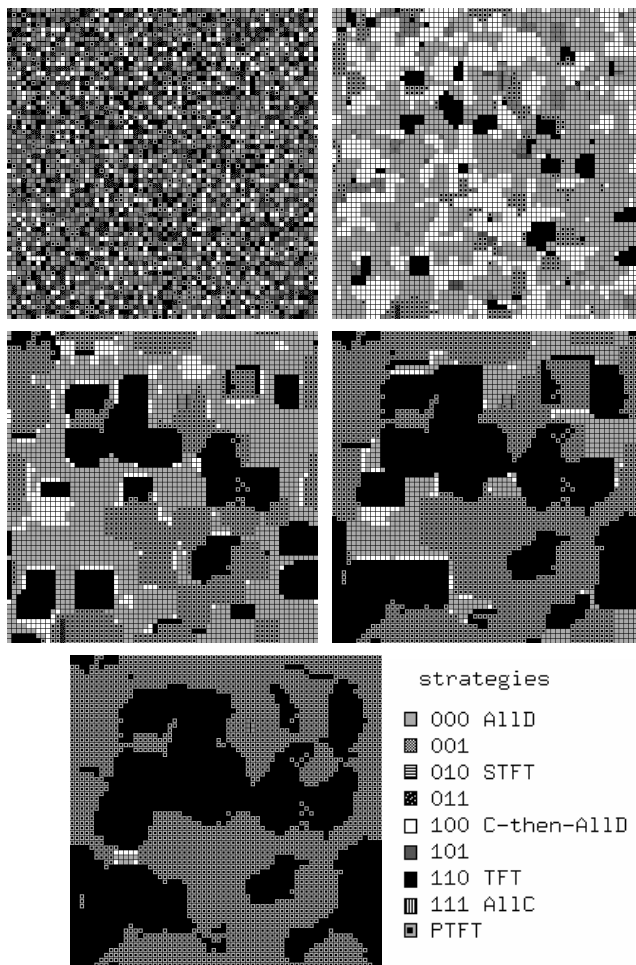 strategies
000 AllD
001
010 STFT
011
100 C-then-AllD
101
110 TFT
111 AllC
PTFT